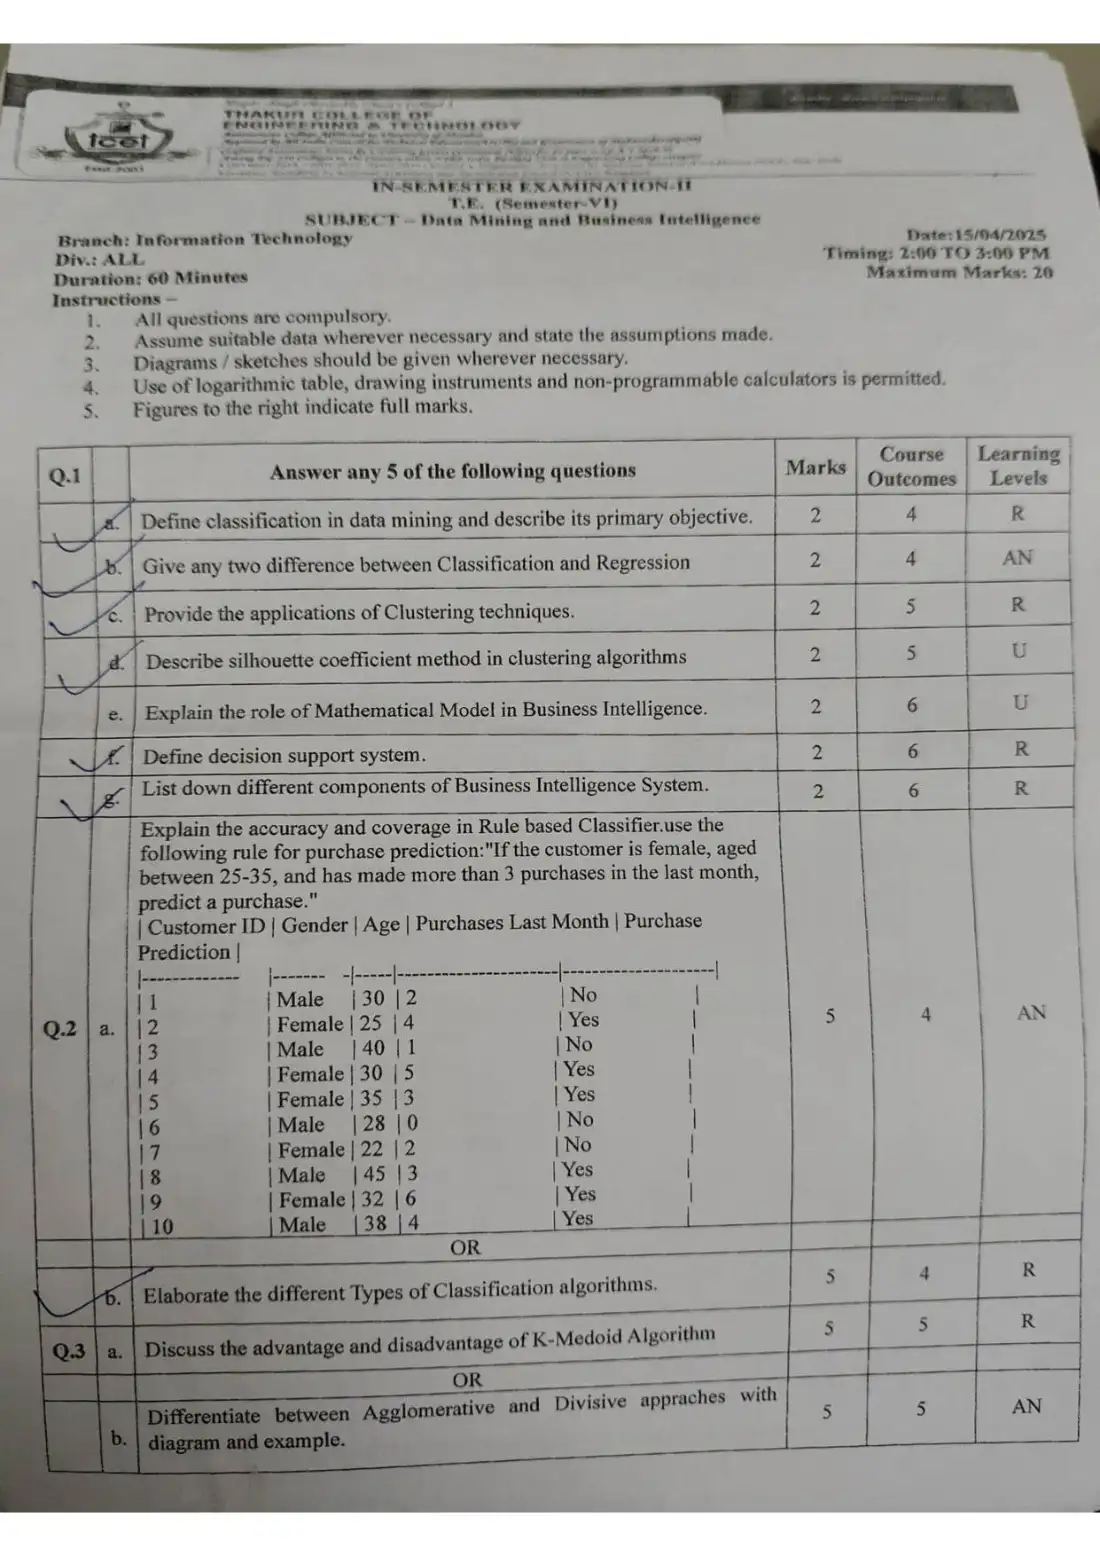 tcet
THAKUR COLLEGE OF
ENGINEERING & TECHNOLOGY
IN-SEMESTER EXAMINATION-II
T.E. (Semester-VI)
SUBJECT – Data Mining and Business Intelligence
Branch: Information Technology
Date:15/04/2025
Div.: ALL
Timing: 2:00 TO 3:00 PM
Duration: 60 Minutes
Maximum Marks: 20
Instructions –
1. All questions are compulsory.
2. Assume suitable data wherever necessary and state the assumptions made.
3. Diagrams / sketches should be given wherever necessary.
4. Use of logarithmic table, drawing instruments and non-programmable calculators is permitted.
5. Figures to the right indicate full marks.
Q.1 Answer any 5 of the following questions Marks Course Outcomes Learning Levels
a. Define classification in data mining and describe its primary objective. 2 4 R
b. Give any two difference between Classification and Regression 2 4 AN
c. Provide the applications of Clustering techniques. 2 5 R
d. Describe silhouette coefficient method in clustering algorithms 2 5 U
e. Explain the role of Mathematical Model in Business Intelligence. 2 6 U
f. Define decision support system. 2 6 R
g. List down different components of Business Intelligence System. 2 6 R
Explain the accuracy and coverage in Rule based Classifier.use the
following rule for purchase prediction:"If the customer is female, aged
between 25-35, and has made more than 3 purchases in the last month,
predict a purchase."
| Customer ID | Gender | Age | Purchases Last Month | Purchase
Prediction |
|------------- |------- -|-----|-----------------------|----------------------|
| 1 | Male | 30 | 2 | No |
Q.2 a. | 2 | Female | 25 | 4 | Yes | 5 4 AN
| 3 | Male | 40 | 1 | No |
| 4 | Female | 30 | 5 | Yes |
| 5 | Female | 35 | 3 | Yes |
| 6 | Male | 28 | 0 | No |
| 7 | Female | 22 | 2 | No |
| 8 | Male | 45 | 3 | Yes |
| 9 | Female | 32 | 6 | Yes |
| 10 | Male | 38 | 4 | Yes |
OR
b. Elaborate the different Types of Classification algorithms. 5 4 R
Q.3 a. Discuss the advantage and disadvantage of K-Medoid Algorithm 5 5 R
OR
Differentiate between Agglomerative and Divisive appraches with
b. diagram and example. 5 5 AN